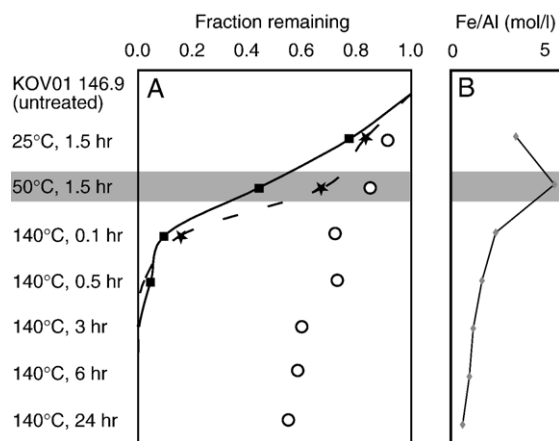 Fraction remaining
Fe/Al (mol/l)
0.0 0.2 0.4 0.6 0.8 1.0
0 5
KOV01 146.9
(untreated)
A
B
25°C, 1.5 hr
50°C, 1.5 hr
140°C, 0.1 hr
140°C, 0.5 hr
140°C, 3 hr
140°C, 6 hr
140°C, 24 hr